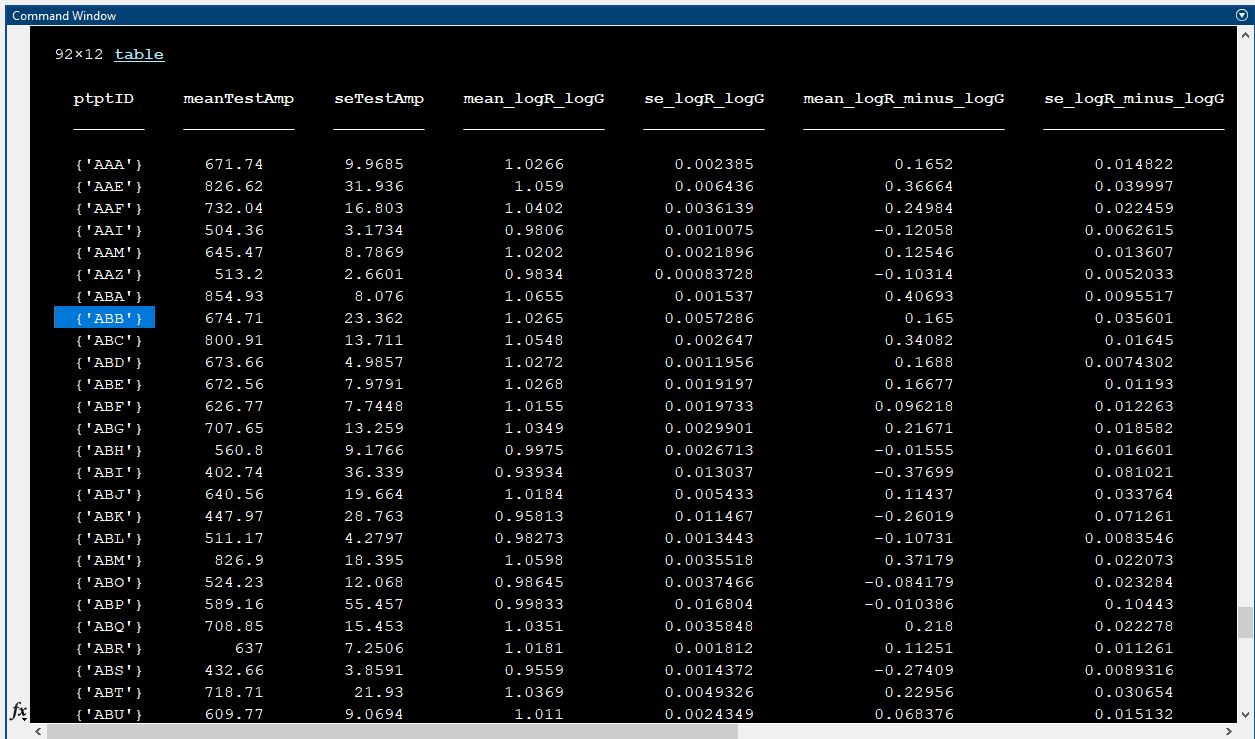 Command Window
92×12 table
ptptID meanTestAmp seTestAmp mean_logR_logG se_logR_logG mean_logR_minus_logG se_logR_minus_logG
{'AAA'} 671.74 9.9685 1.0266 0.002385 0.1652 0.014822
{'AAE'} 826.62 31.936 1.059 0.006436 0.36664 0.039997
{'AAF'} 732.04 16.803 1.0402 0.0036139 0.24984 0.022459
{'AAI'} 504.36 3.1734 0.9806 0.0010075 -0.12058 0.0062615
{'AAM'} 645.47 8.7869 1.0202 0.0021896 0.12546 0.013607
{'AAZ'} 513.2 2.6601 0.9834 0.00083728 -0.10314 0.0052033
{'ABA'} 854.93 8.076 1.0655 0.001537 0.40693 0.0095517
{'ABB'} 674.71 23.362 1.0265 0.0057286 0.165 0.035601
{'ABC'} 800.91 13.711 1.0548 0.002647 0.34082 0.01645
{'ABD'} 673.66 4.9857 1.0272 0.0011956 0.1688 0.0074302
{'ABE'} 672.56 7.9791 1.0268 0.0019197 0.16677 0.01193
{'ABF'} 626.77 7.7448 1.0155 0.0019733 0.096218 0.012263
{'ABG'} 707.65 13.259 1.0349 0.0029901 0.21671 0.018582
{'ABH'} 560.8 9.1766 0.9975 0.0026713 -0.01555 0.016601
{'ABI'} 402.74 36.339 0.93934 0.013037 -0.37699 0.081021
{'ABJ'} 640.56 19.664 1.0184 0.005433 0.11437 0.033764
{'ABK'} 447.97 28.763 0.95813 0.011467 -0.26019 0.071261
{'ABL'} 511.17 4.2797 0.98273 0.0013443 -0.10731 0.0083546
{'ABM'} 826.9 18.395 1.0598 0.0035518 0.37179 0.022073
{'ABO'} 524.23 12.068 0.98645 0.0037466 -0.084179 0.023284
{'ABP'} 589.16 55.457 0.99833 0.016804 -0.010386 0.10443
{'ABQ'} 708.85 15.453 1.0351 0.0035848 0.218 0.022278
{'ABR'} 637 7.2506 1.0181 0.001812 0.11251 0.011261
{'ABS'} 432.66 3.8591 0.9559 0.0014372 -0.27409 0.0089316
{'ABT'} 718.71 21.93 1.0369 0.0049326 0.22956 0.030654
{'ABU'} 609.77 9.0694 1.011 0.0024349 0.068376 0.015132
fx